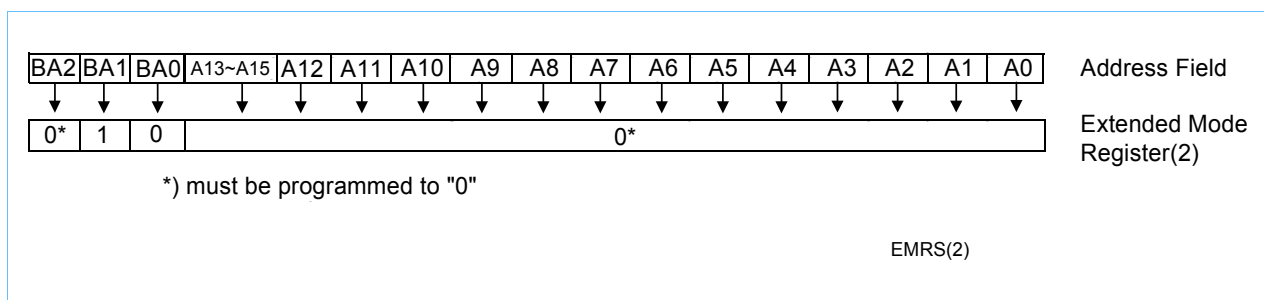 BA2 BA1 BA0 A13~A15 A12 A11 A10 A9 A8 A7 A6 A5 A4 A3 A2 A1 A0 Address Field
0* 1 0 0* Extended Mode
Register(2)
*) must be programmed to "0"
EMRS(2)